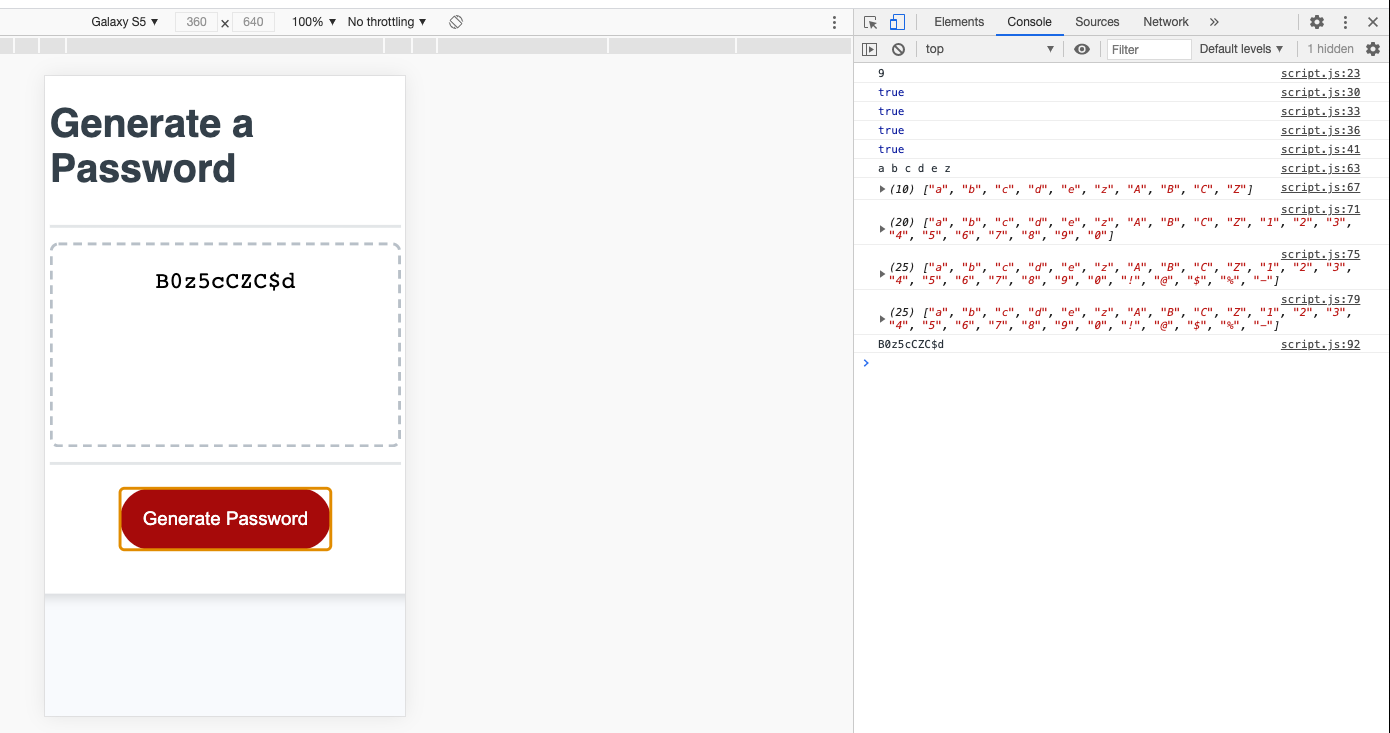 Galaxy S5 ▼ 360 x 640 100% ▼ No throttling ▼
Elements Console Sources Network »
top ▼ Filter Default levels ▼ 1 hidden
Generate a
Password
B0z5cCZC$d
Generate Password
9 script.js:23
true script.js:30
true script.js:33
true script.js:36
true script.js:41
a b c d e z script.js:63
(10) ["a", "b", "c", "d", "e", "z", "A", "B", "C", "Z"] script.js:67
script.js:71
(20) ["a", "b", "c", "d", "e", "z", "A", "B", "C", "Z", "1", "2", "3",
"4", "5", "6", "7", "8", "9", "0"]
script.js:75
(25) ["a", "b", "c", "d", "e", "z", "A", "B", "C", "Z", "1", "2", "3",
"4", "5", "6", "7", "8", "9", "0", "!", "@", "$", "%", "~"]
script.js:79
(25) ["a", "b", "c", "d", "e", "z", "A", "B", "C", "Z", "1", "2", "3",
"4", "5", "6", "7", "8", "9", "0", "!", "@", "$", "%", "~"]
B0z5cCZC$d script.js:92